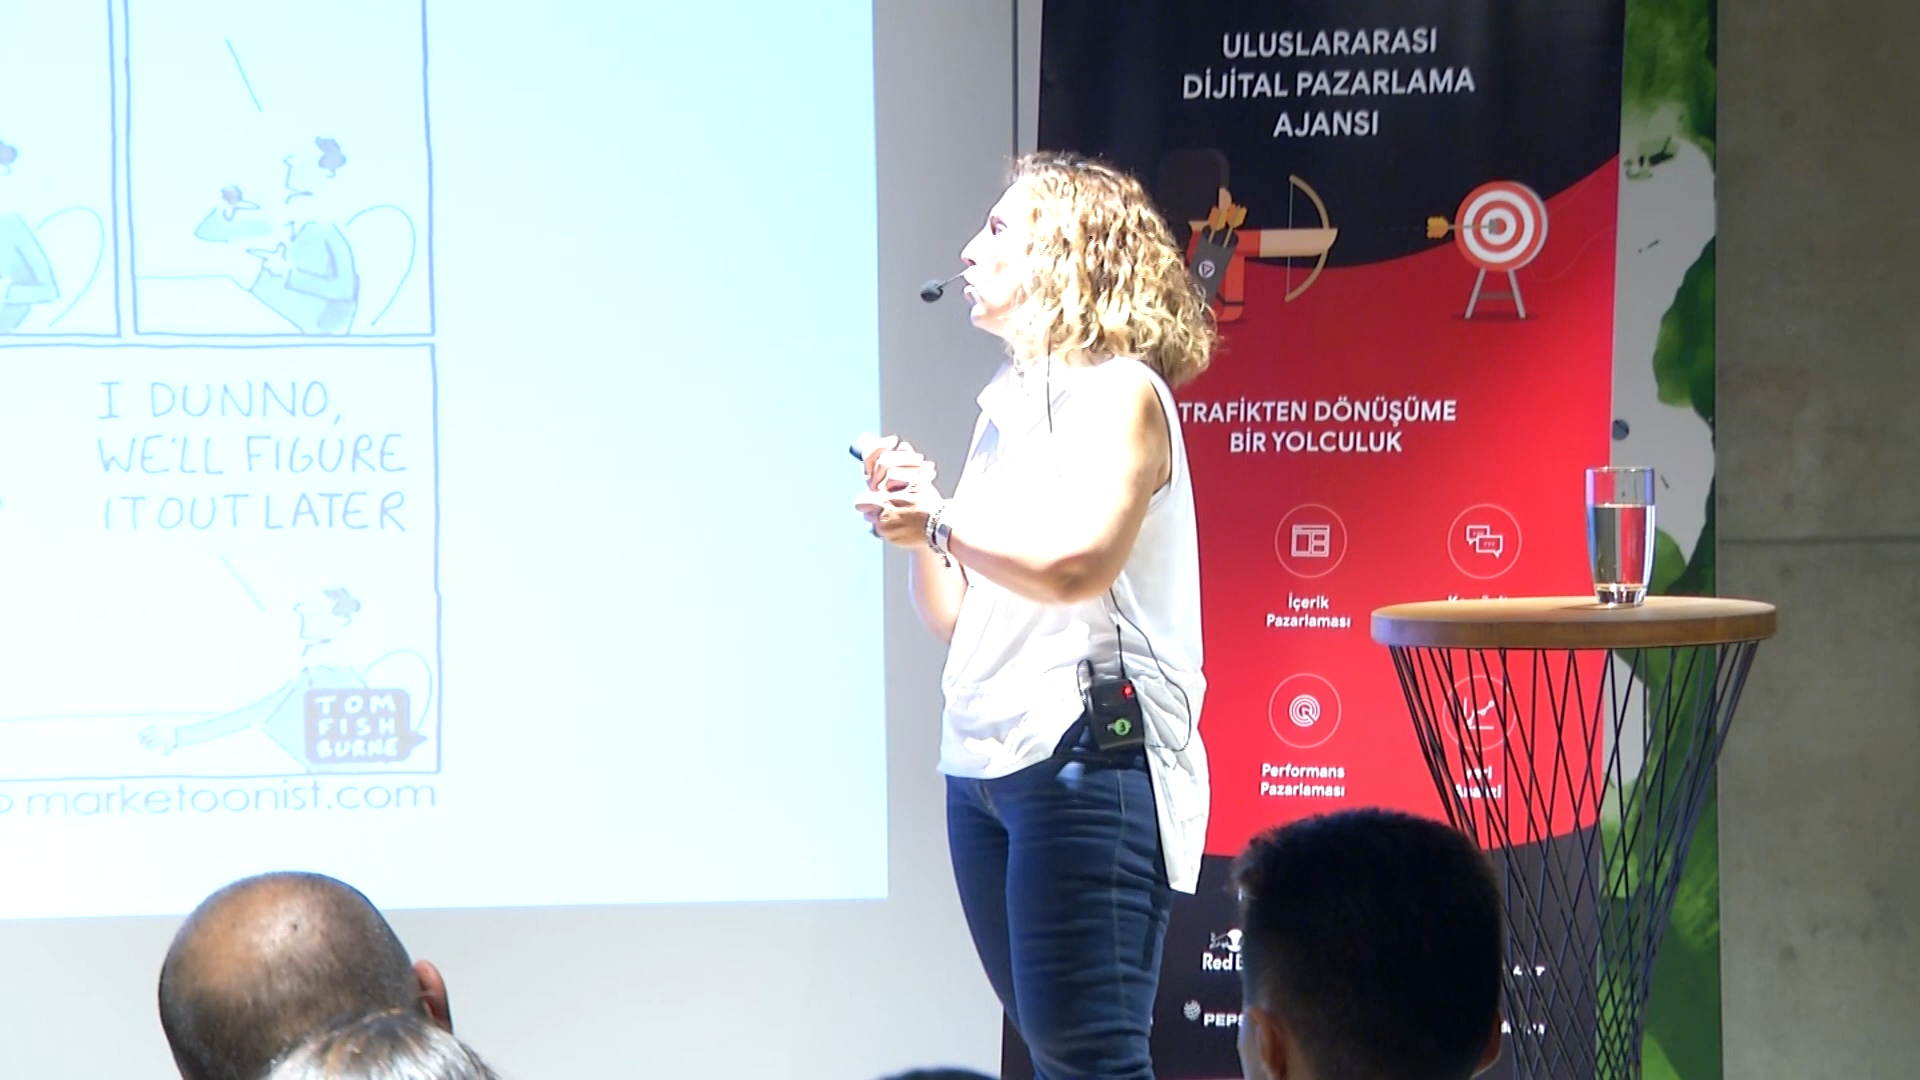 I DUNNO,
WE'LL FIGURE
IT OUT LATER
TOM
FISH
BURNE
marketoonist.com
ULUSLARARASI
DİJİTAL PAZARLAMA
AJANSI
TRAFİKTEN DÖNÜŞÜME
BİR YOLCULUK
İçerik
Pazarlaması
Performans
Pazarlaması
Red